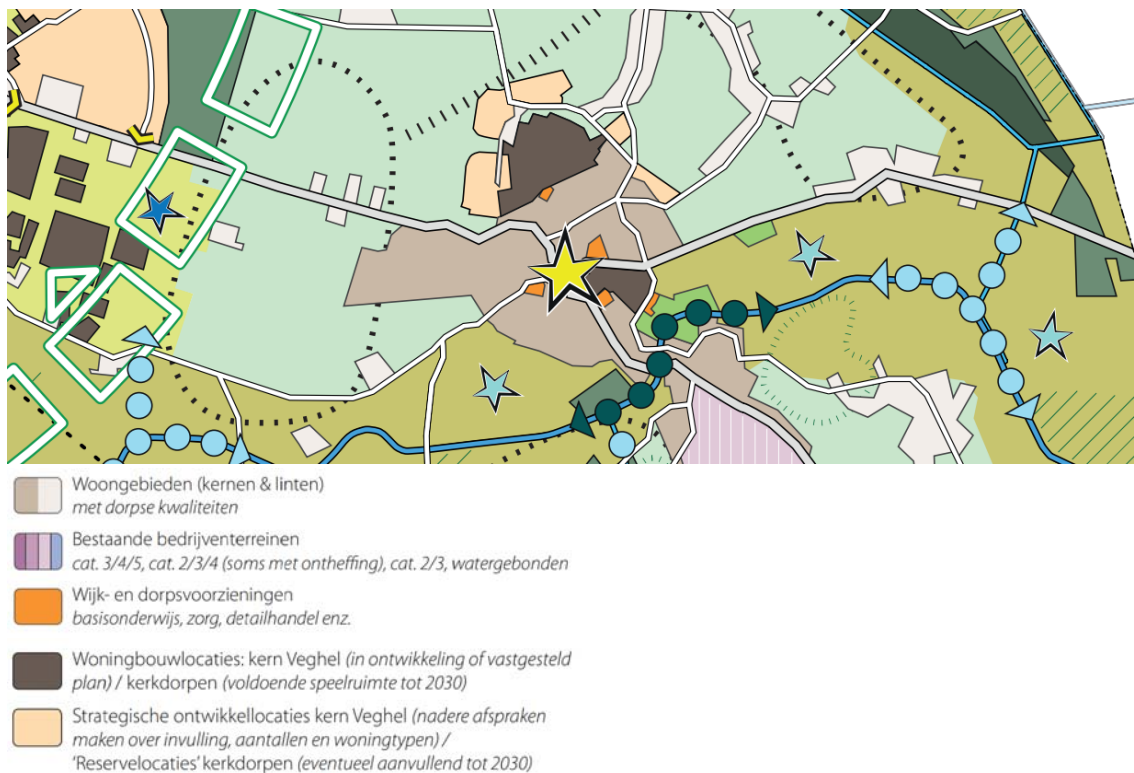 Woongebieden (kernen & linten)
met dorpse kwaliteiten
Bestaande bedrijventerreinen
cat. 3/4/5, cat. 2/3/4 (soms met ontheffing), cat. 2/3, watergebonden
Wijk- en dorpsvoorzieningen
basisonderwijs, zorg, detailhandel enz.
Woningbouwlocaties: kern Veghel (in ontwikkeling of vastgesteld
plan) / kerkdorpen (voldoende speelruimte tot 2030)
Strategische ontwikkellocaties kern Veghel (nadere afspraken
maken over invulling, aantallen en woningtypen) /
'Reservelocaties' kerkdorpen (eventueel aanvullend tot 2030)